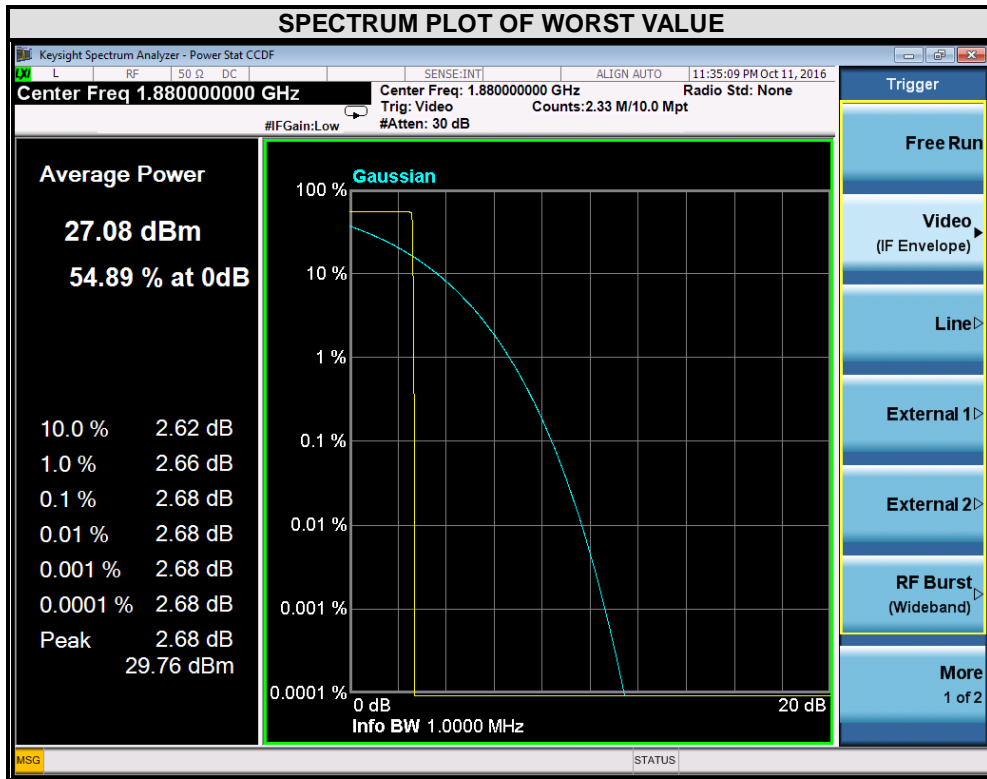 SPECTRUM PLOT OF WORST VALUE
Keysight Spectrum Analyzer - Power Stat CCDF
LXI L RF 50 Ω DC SENSE:INT ALIGN AUTO 11:35:09 PM Oct 11, 2016
Center Freq 1.880000000 GHz
Center Freq: 1.880000000 GHz Radio Std: None
Trig: Video Counts:2.33 M/10.0 Mpt
#IFGain:Low #Atten: 30 dB
Trigger
Free Run
Video
(IF Envelope)
Line
External 1
External 2
RF Burst
(Wideband)
More
1 of 2
Average Power
27.08 dBm
54.89 % at 0dB
10.0 % 2.62 dB
1.0 % 2.66 dB
0.1 % 2.68 dB
0.01 % 2.68 dB
0.001 % 2.68 dB
0.0001 % 2.68 dB
Peak 2.68 dB
29.76 dBm
Gaussian
100 %
10 %
1 %
0.1 %
0.01 %
0.001 %
0.0001 %
0 dB 20 dB
Info BW 1.0000 MHz
MSG STATUS